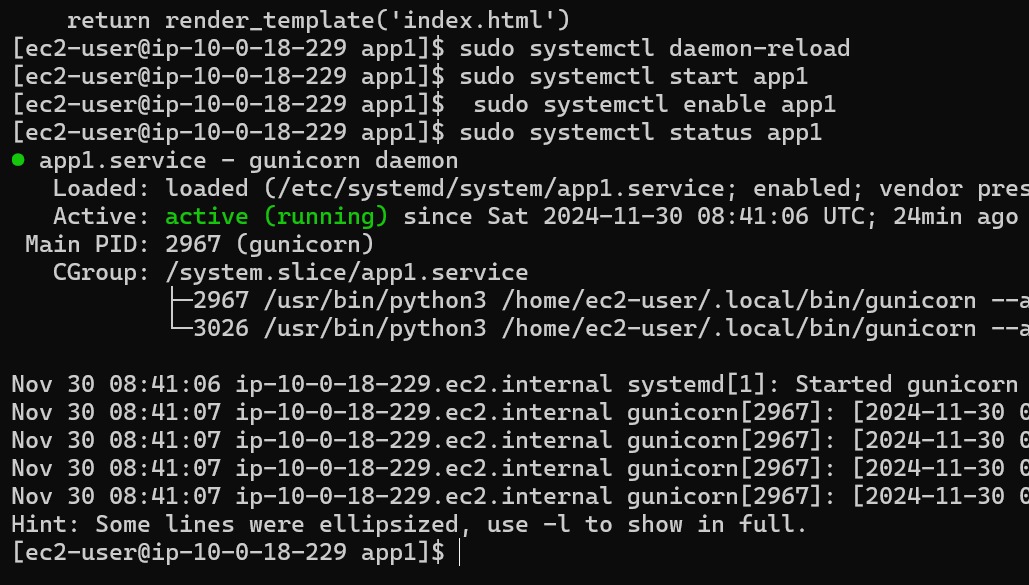 return render_template('index.html')
[ec2-user@ip-10-0-18-229 app1]$ sudo systemctl daemon-reload
[ec2-user@ip-10-0-18-229 app1]$ sudo systemctl start app1
[ec2-user@ip-10-0-18-229 app1]$  sudo systemctl enable app1
[ec2-user@ip-10-0-18-229 app1]$ sudo systemctl status app1
● app1.service - gunicorn daemon
   Loaded: loaded (/etc/systemd/system/app1.service; enabled; vendor pres
   Active: active (running) since Sat 2024-11-30 08:41:06 UTC; 24min ago
 Main PID: 2967 (gunicorn)
   CGroup: /system.slice/app1.service
           ├─2967 /usr/bin/python3 /home/ec2-user/.local/bin/gunicorn --a
           └─3026 /usr/bin/python3 /home/ec2-user/.local/bin/gunicorn --a
Nov 30 08:41:06 ip-10-0-18-229.ec2.internal systemd[1]: Started gunicorn
Nov 30 08:41:07 ip-10-0-18-229.ec2.internal gunicorn[2967]: [2024-11-30 0
Nov 30 08:41:07 ip-10-0-18-229.ec2.internal gunicorn[2967]: [2024-11-30 0
Nov 30 08:41:07 ip-10-0-18-229.ec2.internal gunicorn[2967]: [2024-11-30 0
Nov 30 08:41:07 ip-10-0-18-229.ec2.internal gunicorn[2967]: [2024-11-30 0
Hint: Some lines were ellipsized, use -l to show in full.
[ec2-user@ip-10-0-18-229 app1]$